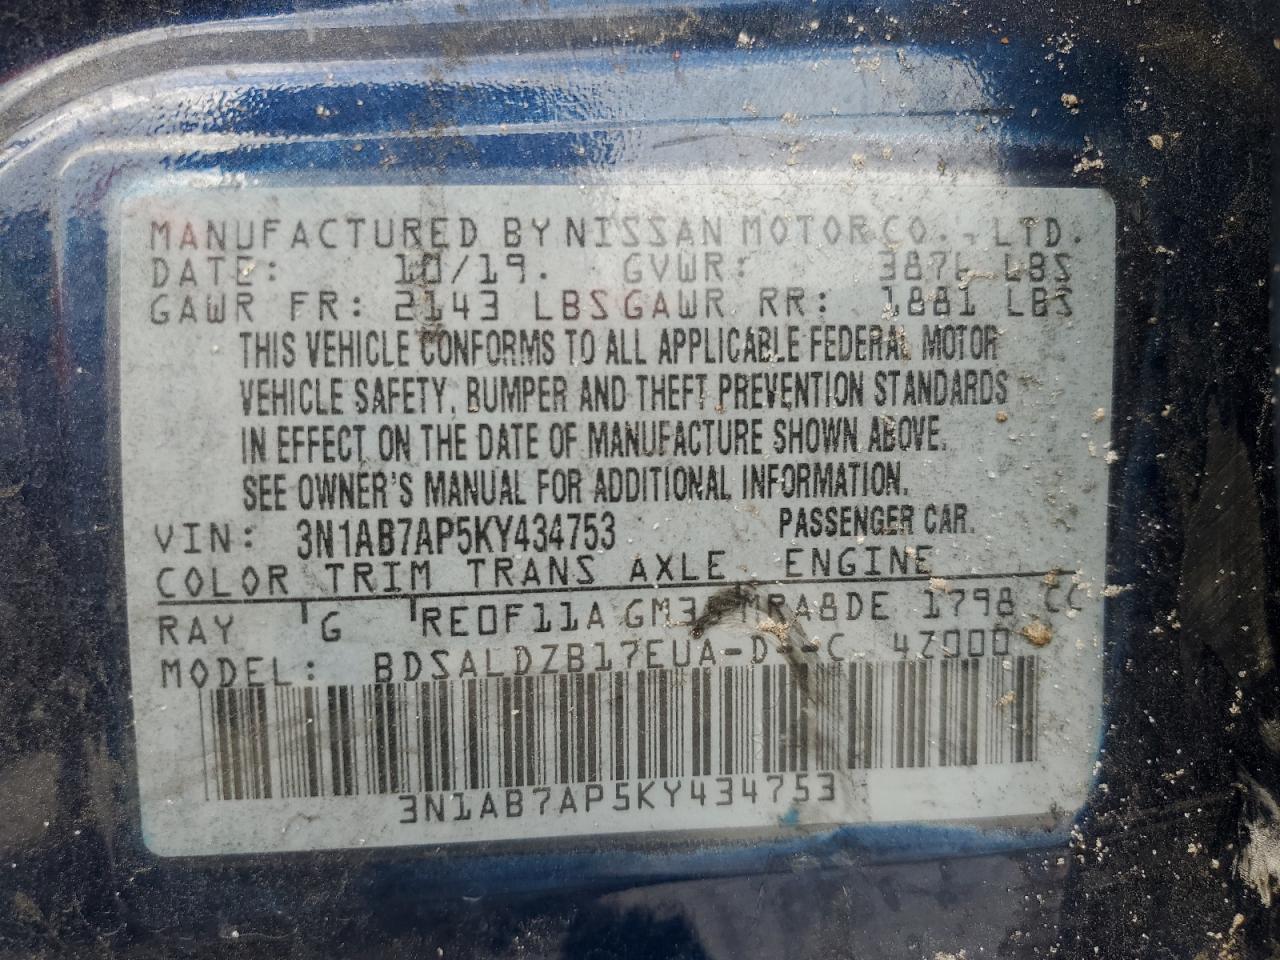 MANUFACTURED BY NISSAN MOTOR CO., LTD.
DATE: 10/19. GVWR: LBS
GAWR FR: 2143 LBS GAWR RR: 1881 LBS
THIS VEHICLE CONFORMS TO ALL APPLICABLE FEDERAL MOTOR
VEHICLE SAFETY, BUMPER AND THEFT PREVENTION STANDARDS
IN EFFECT ON THE DATE OF MANUFACTURE SHOWN ABOVE.
SEE OWNER'S MANUAL FOR ADDITIONAL INFORMATION.
VIN: 3N1AB7AP5KY434753 PASSENGER CAR.
COLOR TRIM TRANS AXLE ENGINE
RAY G RE0F11A MRA8DE 1798 CC
MODEL: BDSALDZB17EUA-D--C 4Z000
3N1AB7AP5KY434753